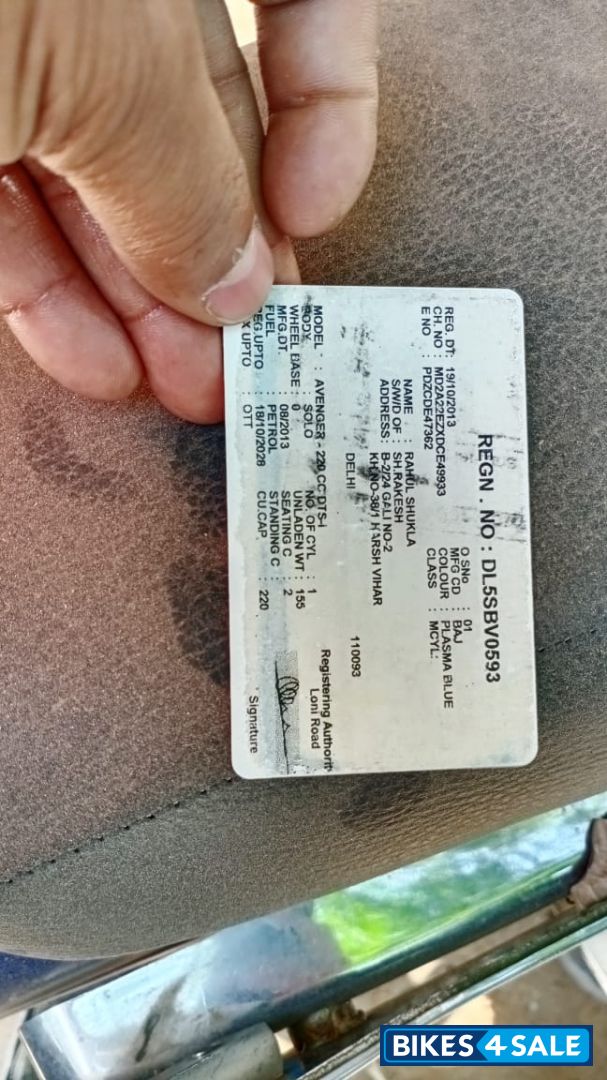 REGN . NO : DL5SBV0593
REG. DT: 19/10/2013 O SNo : 01
CH. NO : MD2A22EZXDCE49933 MFG CD : BAJ
E NO : PDZCDE47362 COLOUR : PLASMA BLUE
CLASS : MCYL:
NAME : RAHUL SHUKLA
S/W/D OF : SH.RAKESH
ADDRESS: B-2/24 GALI NO-2
KH.NO-38/1 HARSH VIHAR
DELHI 110093
MODEL : AVENGER - 220 CC DTS-I
BODY : SOLO NO. OF CYL : 1
WHEEL BASE : 0 UNLADEN WT : 155
MFG.DT. : 08/2013 SEATING C : 2
FUEL : PETROL STANDING C :
REG.UPTO : 18/10/2028 CU.CAP : 220
X UPTO : OTT
Registering Authorit
Loni Road
Signature
BIKES4SALE